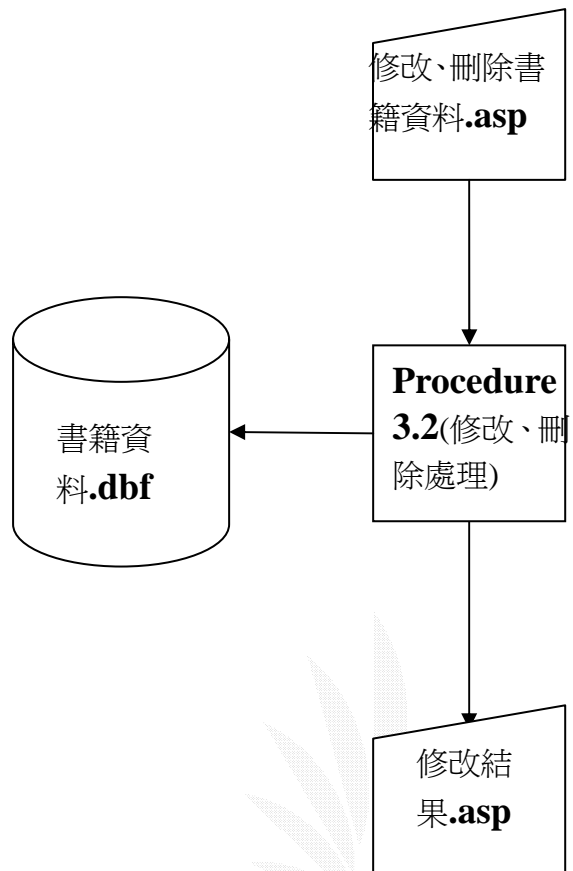 修改、刪除書
籍資料.asp
Procedure
3.2(修改、刪
除處理)
書籍資
料.dbf
修改結
果.asp